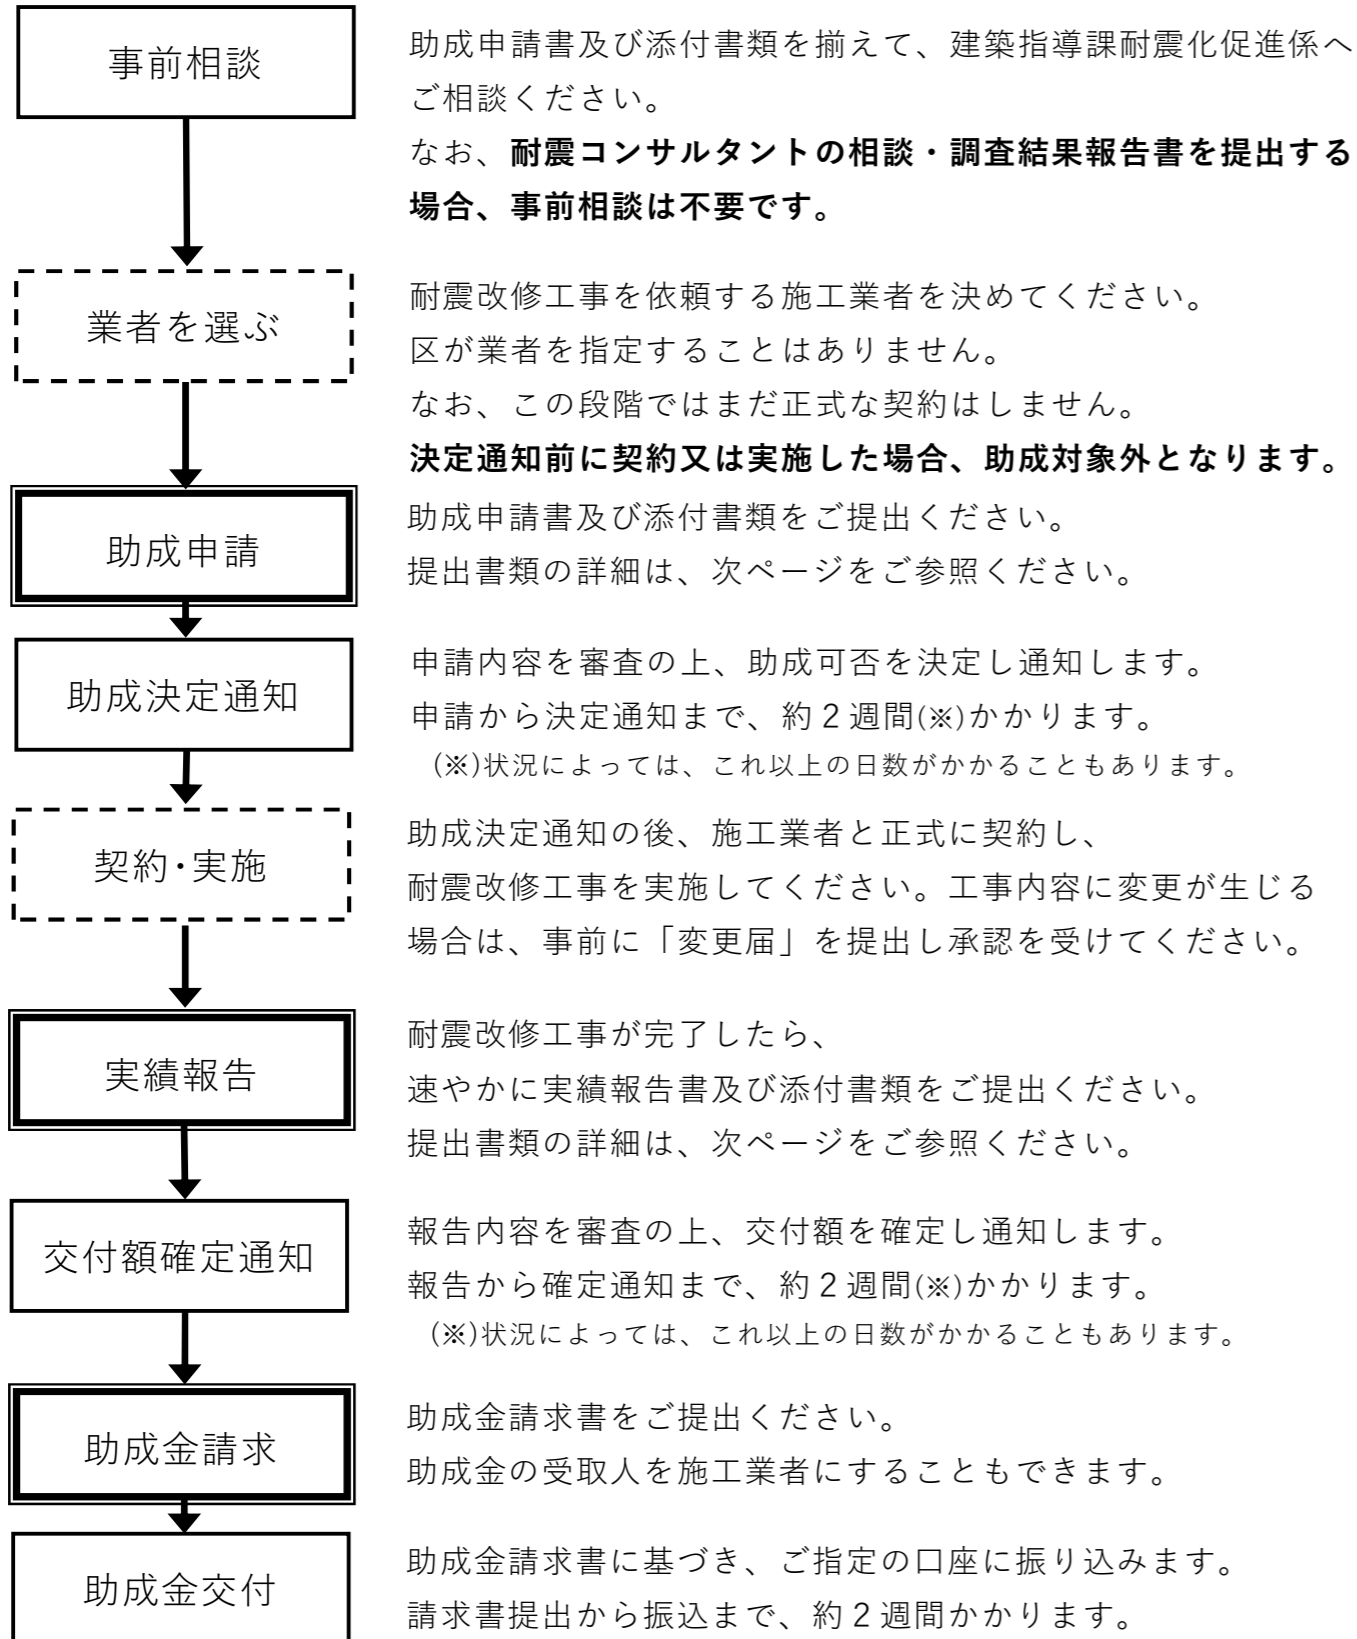 事前相談
助成申請書及び添付書類を揃えて、建築指導課耐震化促進係へ
ご相談ください。
なお、耐震コンサルタントの相談・調査結果報告書を提出する
場合、事前相談は不要です。
業者を選ぶ
耐震改修工事を依頼する施工業者を決めてください。
区が業者を指定することはありません。
なお、この段階ではまだ正式な契約はしません。
決定通知前に契約又は実施した場合、助成対象外となります。
助成申請
助成申請書及び添付書類をご提出ください。
提出書類の詳細は、次ページをご参照ください。
助成決定通知
申請内容を審査の上、助成可否を決定し通知します。
申請から決定通知まで、約２週間(※)かかります。
(※)状況によっては、これ以上の日数がかかることもあります。
契約･実施
助成決定通知の後、施工業者と正式に契約し、
耐震改修工事を実施してください。工事内容に変更が生じる
場合は、事前に「変更届」を提出し承認を受けてください。
実績報告
耐震改修工事が完了したら、
速やかに実績報告書及び添付書類をご提出ください。
提出書類の詳細は、次ページをご参照ください。
交付額確定通知
報告内容を審査の上、交付額を確定し通知します。
報告から確定通知まで、約２週間(※)かかります。
(※)状況によっては、これ以上の日数がかかることもあります。
助成金請求
助成金請求書をご提出ください。
助成金の受取人を施工業者にすることもできます。
助成金交付
助成金請求書に基づき、ご指定の口座に振り込みます。
請求書提出から振込まで、約２週間かかります。